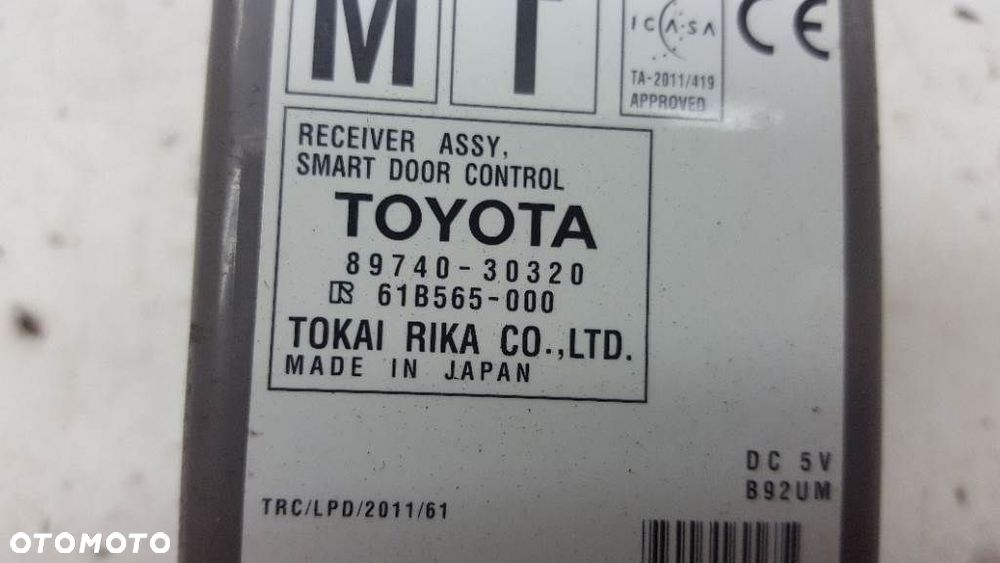 M T
ICASA
TA-2011/419
APPROVED
CE
RECEIVER ASSY,
SMART DOOR CONTROL
TOYOTA
89740-30320
61B565-000
TOKAI RIKA CO.,LTD.
MADE IN JAPAN
DC 5V
B92UM
TRC/LPD/2011/61
OTOMOTO